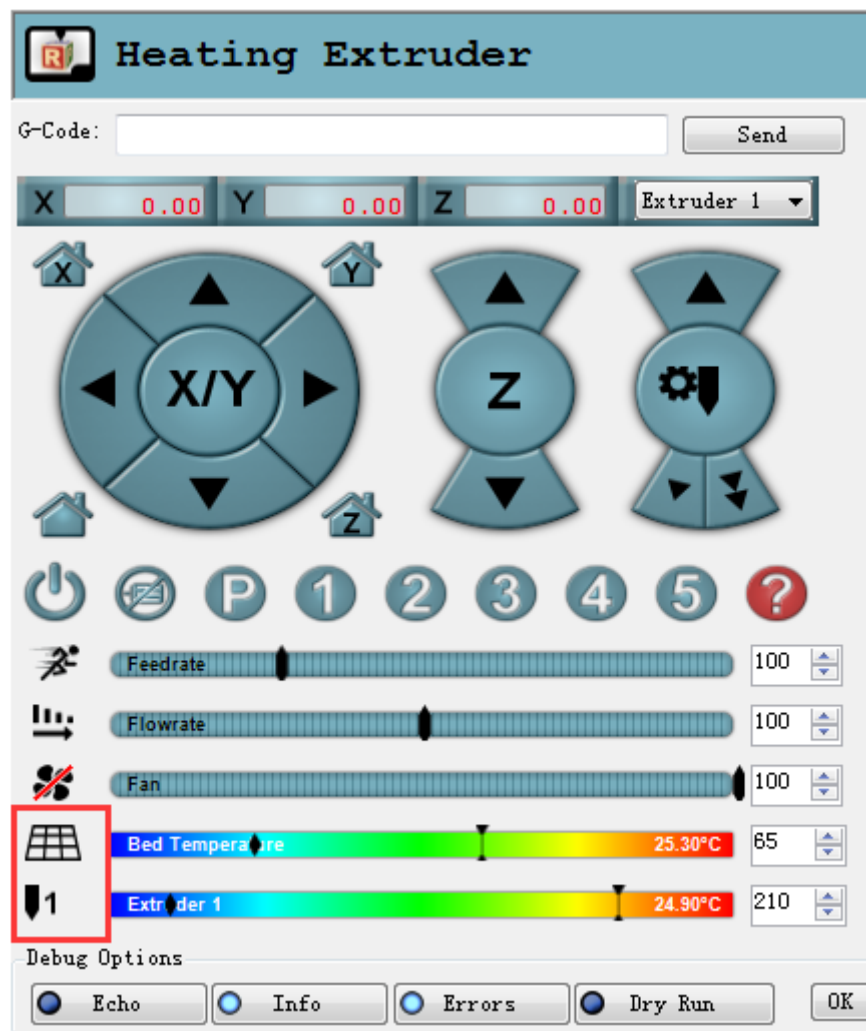 R
Heating Extruder
G-Code:
Send
X 0.00 Y 0.00 Z 0.00 Extruder 1
X Y
X/Y Z
Z
P 1 2 3 4 5 ?
Feedrate 100
Flowrate 100
Fan 100
Bed Temperature 25.30°C 65
1 Extruder 1 24.90°C 210
Debug Options
Echo Info Errors Dry Run OK